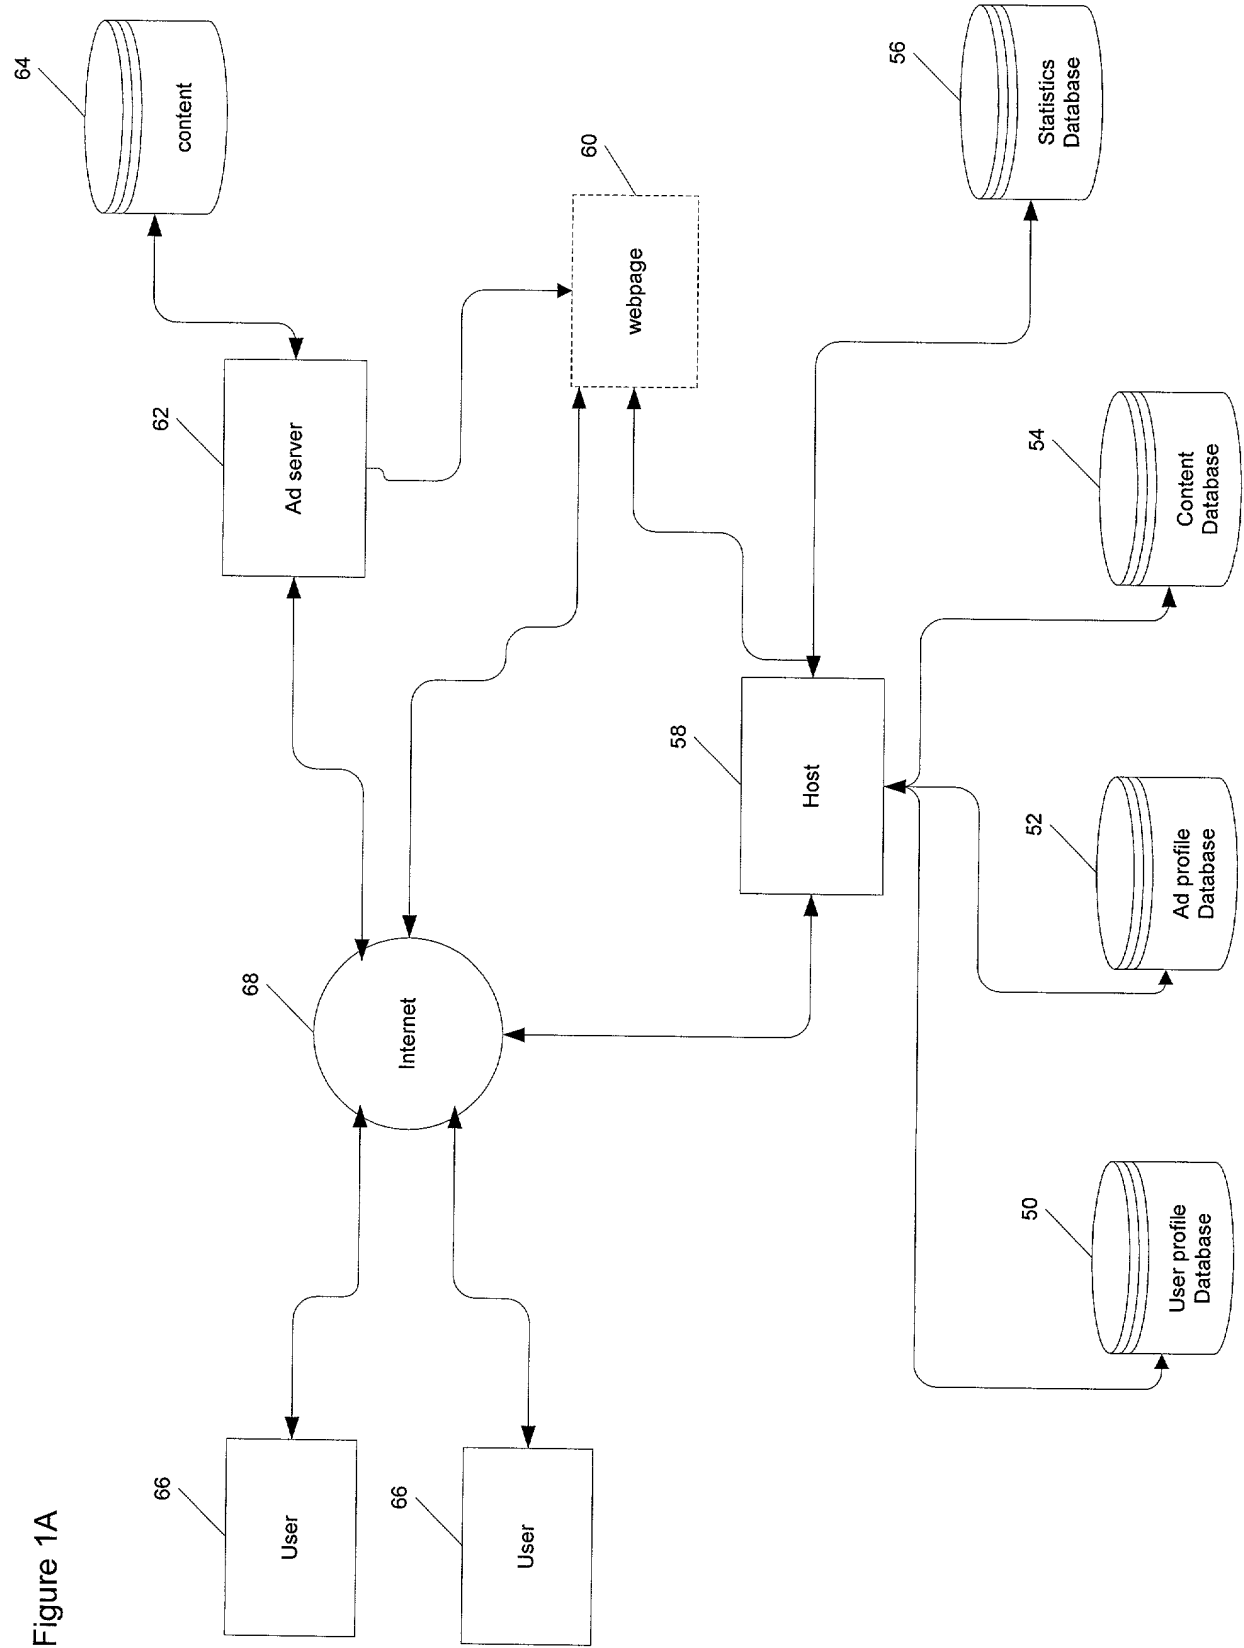 Figure 1A
66
User
66
User
68
Internet
62
Ad server
64
content
60
webpage
58
Host
56
Statistics
Database
50
User profile
Database
52
Ad profile
Database
54
Content
Database